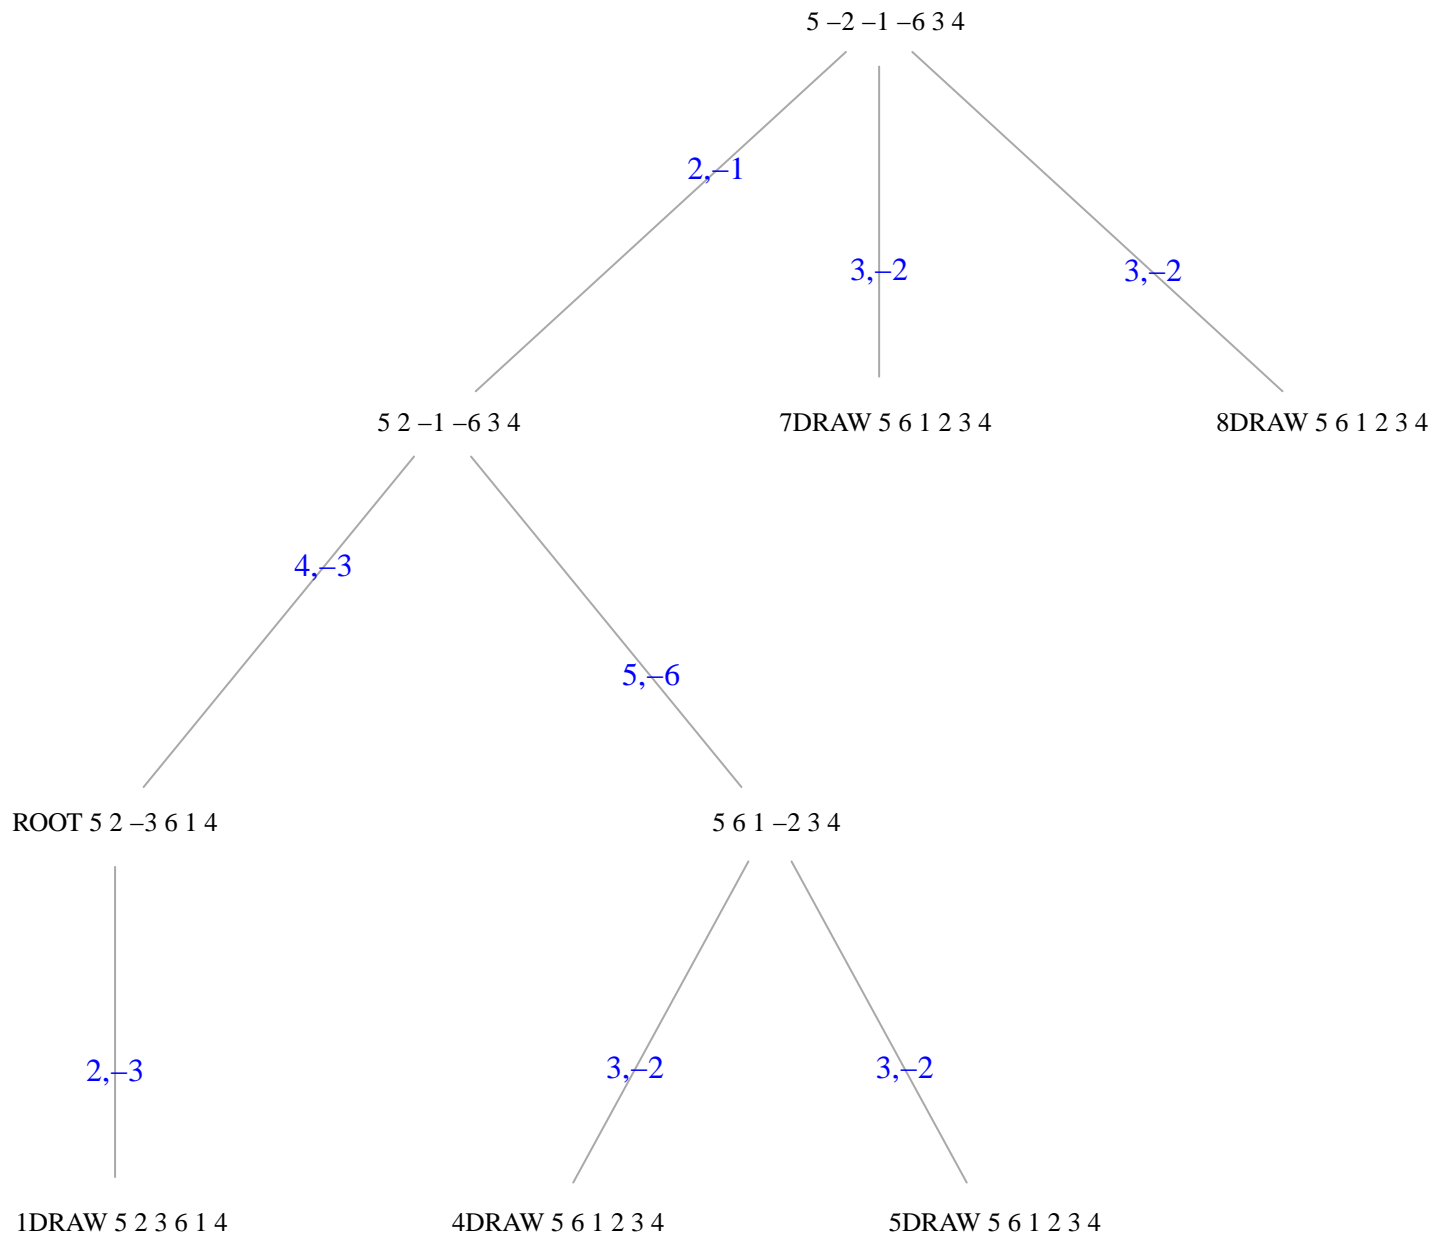 5 –2 –1 –6 3 4
2,–1
3,–2
3,–2
5 2 –1 –6 3 4
7DRAW 5 6 1 2 3 4
8DRAW 5 6 1 2 3 4
4,–3
5,–6
ROOT 5 2 –3 6 1 4
5 6 1 –2 3 4
2,–3
3,–2
3,–2
1DRAW 5 2 3 6 1 4
4DRAW 5 6 1 2 3 4
5DRAW 5 6 1 2 3 4